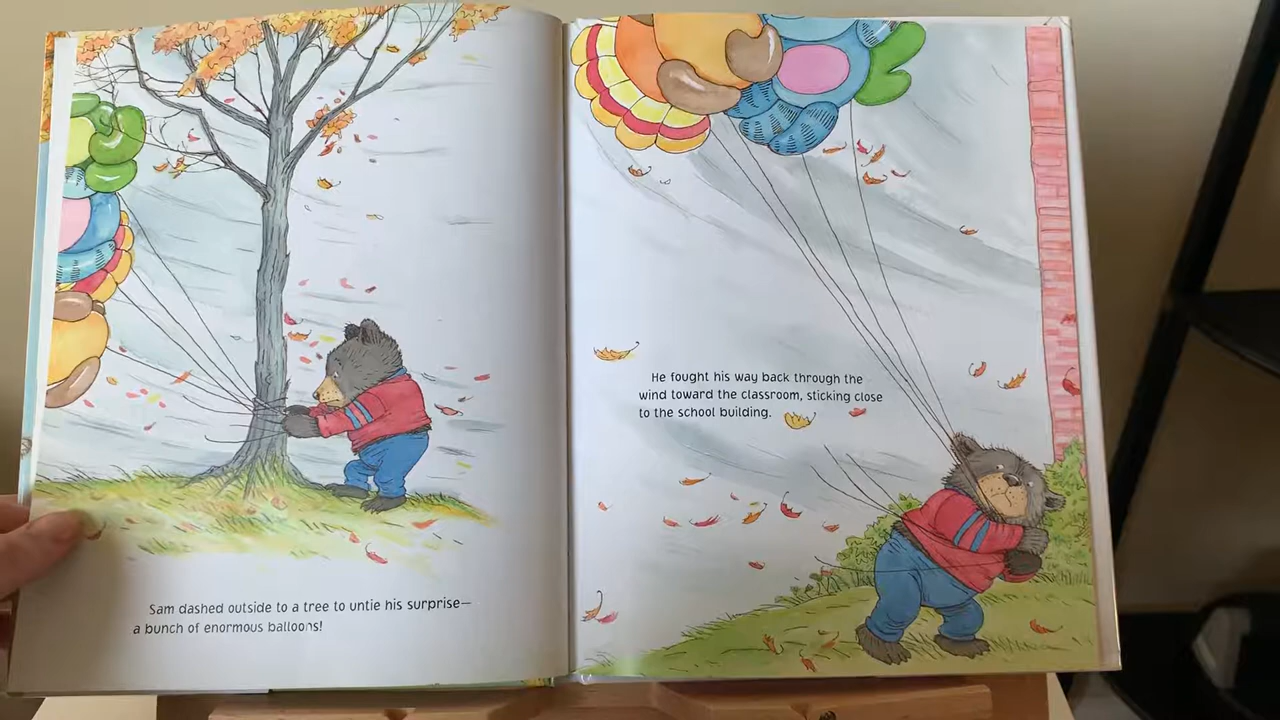 Sam dashed outside to a tree to untie his surprise—
a bunch of enormous balloons!
He fought his way back through the
wind toward the classroom, sticking close
to the school building.